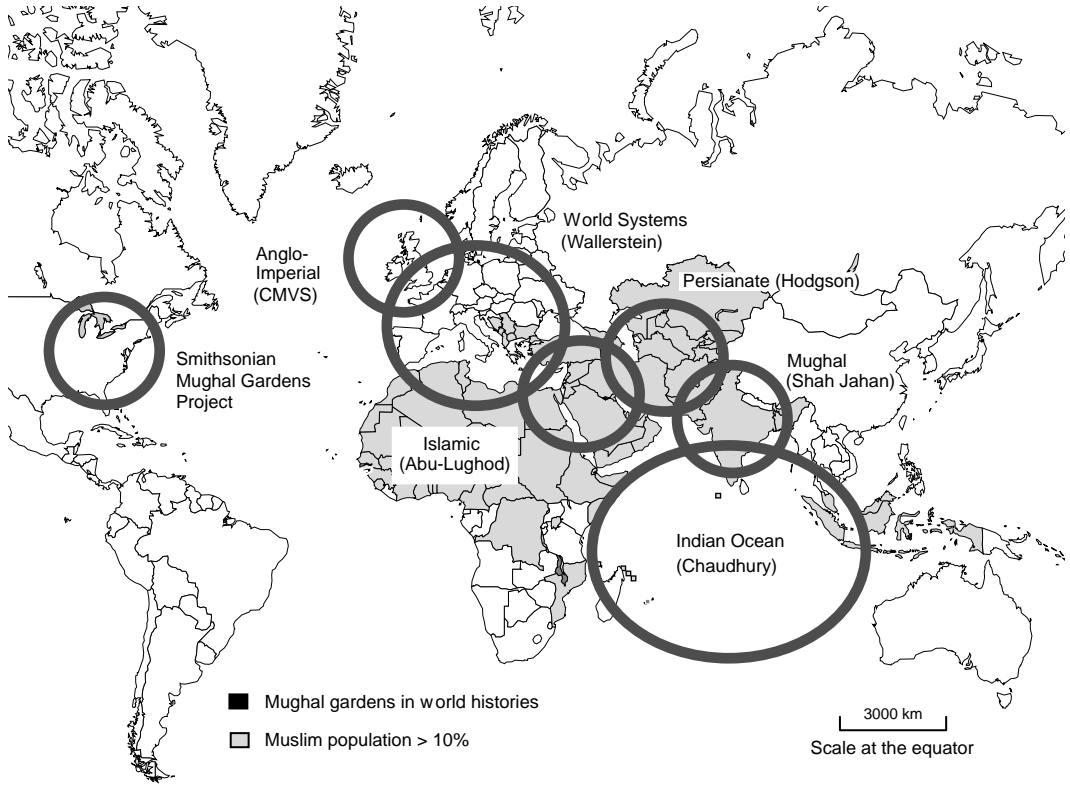 World Systems
(Wallerstein)
Anglo-
Imperial
(CMVS)
Persianate (Hodgson)
Smithsonian
Mughal Gardens
Project
Mughal
(Shah Jahan)
Islamic
(Abu-Lughod)
Indian Ocean
(Chaudhury)
Mughal gardens in world histories
Muslim population > 10%
3000 km
Scale at the equator